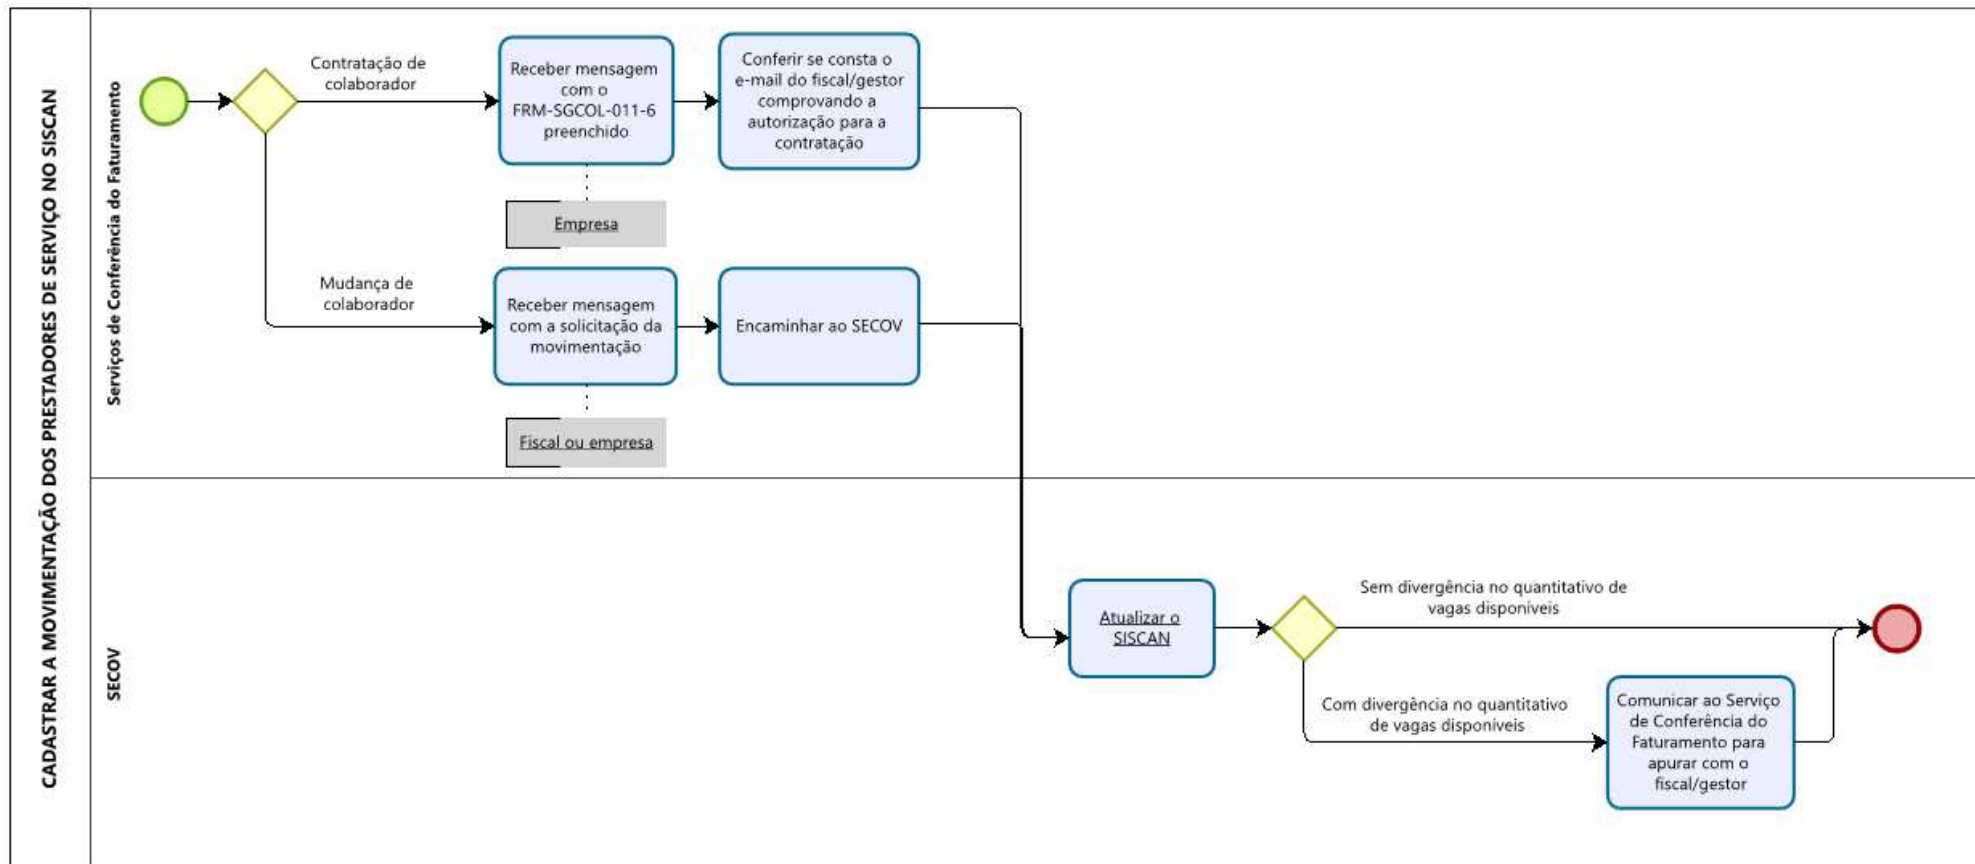 CADASTRAR A MOVIMENTAÇÃO DOS PRESTADORES DE SERVIÇO NO SISCAN
Serviços de Conferência do Faturamento
Contratação de
colaborador
Receber mensagem
com o
FRM-SGCOL-011-6
preenchido
Conferir se consta o
e-mail do fiscal/gestor
comprovando a
autorização para a
contratação
Empresa
Mudança de
colaborador
Receber mensagem
com a solicitação da
movimentação
Encaminhar ao SECOV
Fiscal ou empresa
SECOV
Atualizar o
SISCAN
Sem divergência no quantitativo de
vagas disponíveis
Com divergência no quantitativo
de vagas disponíveis
Comunicar ao Serviço
de Conferência do
Faturamento para
apurar com o
fiscal/gestor